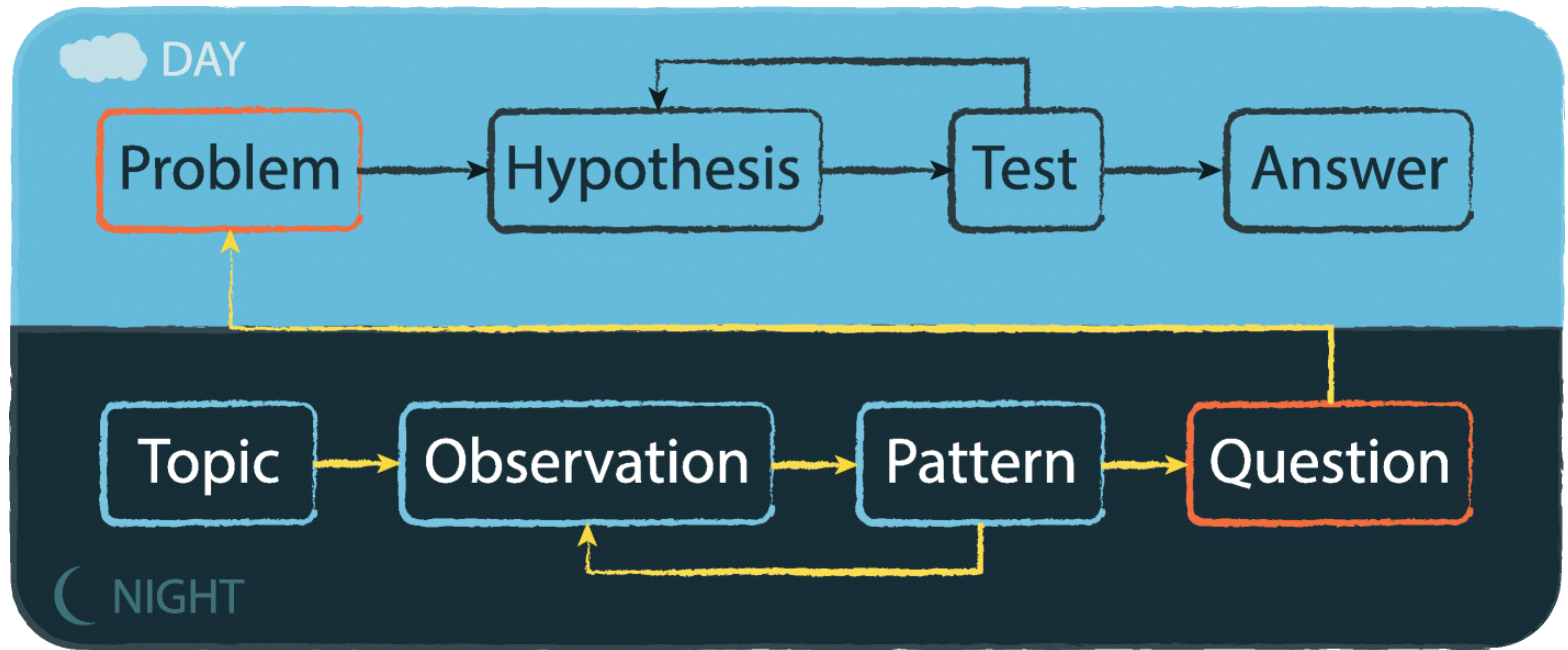 DAY
Problem
Hypothesis
Test
Answer
Topic
Observation
Pattern
Question
NIGHT